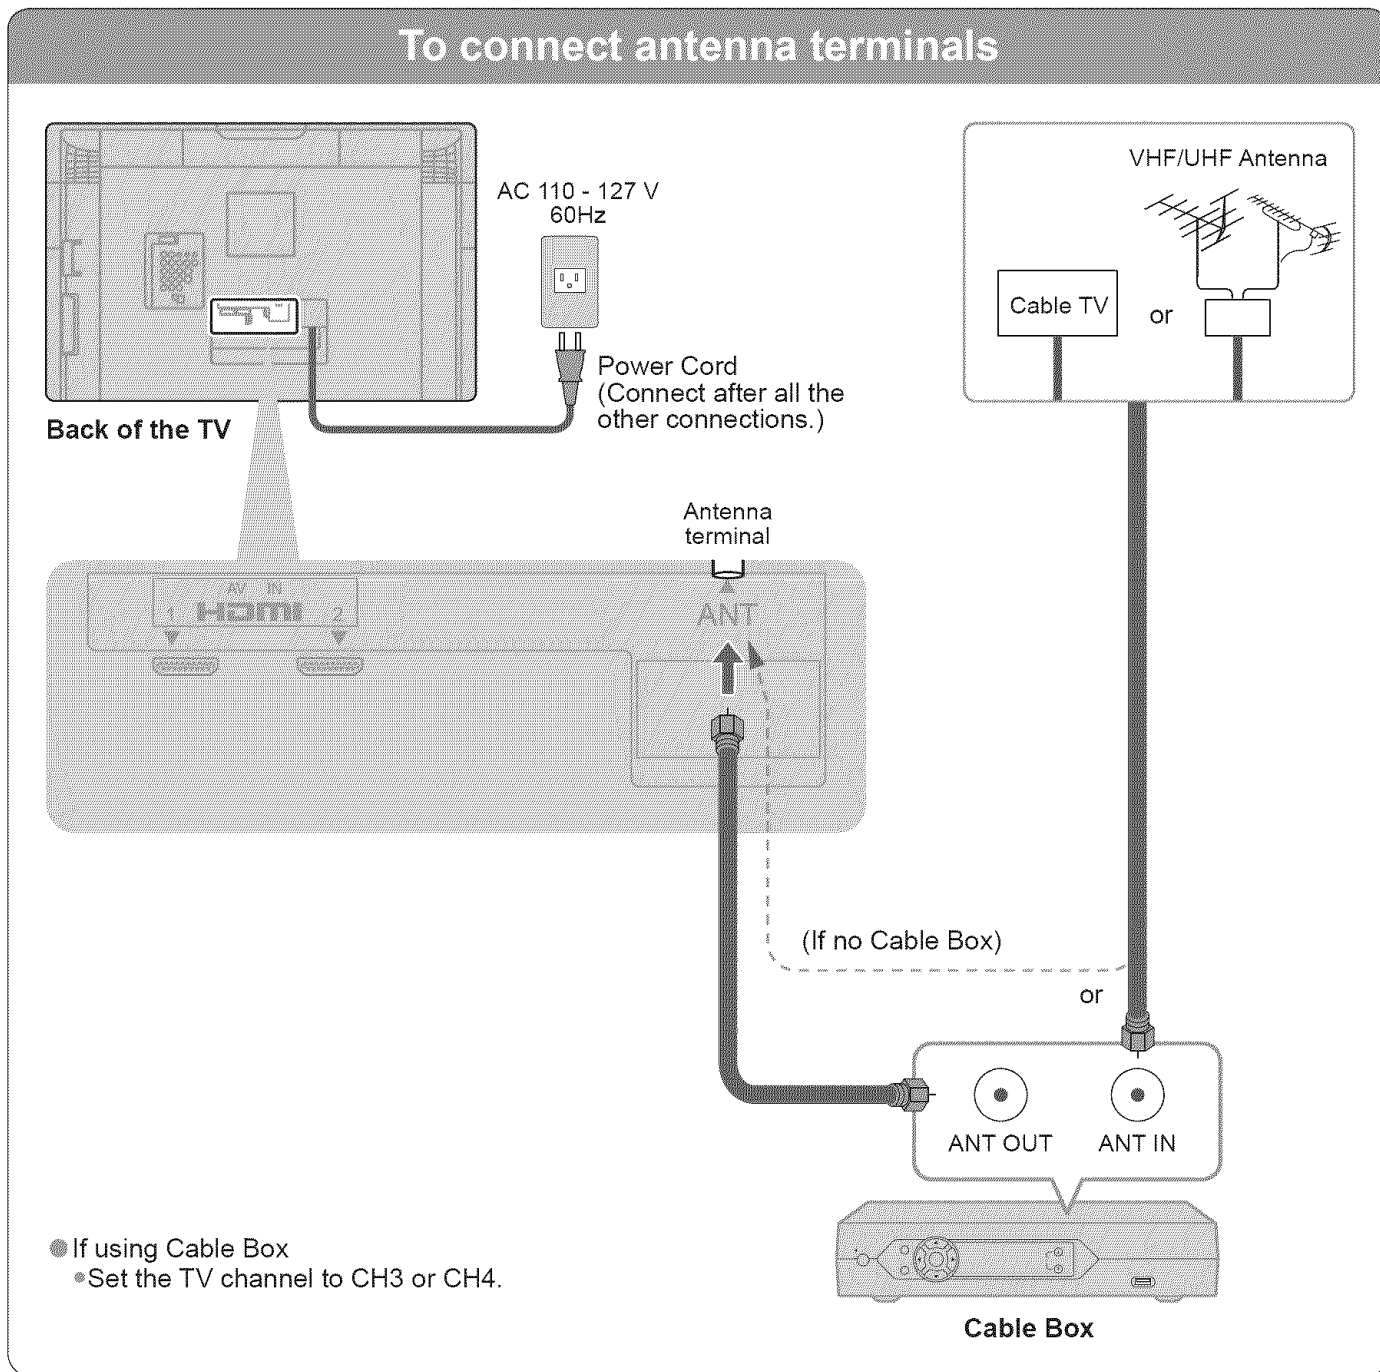 To connect antenna terminals
AC 110 - 127 V
60Hz
Power Cord
(Connect after all the
other connections.)
Back of the TV
VHF/UHF Antenna
Cable TV
or
Antenna
terminal
AV IN
1 HDMI 2
ANT
(If no Cable Box)
or
ANT OUT
ANT IN
● If using Cable Box
•Set the TV channel to CH3 or CH4.
Cable Box